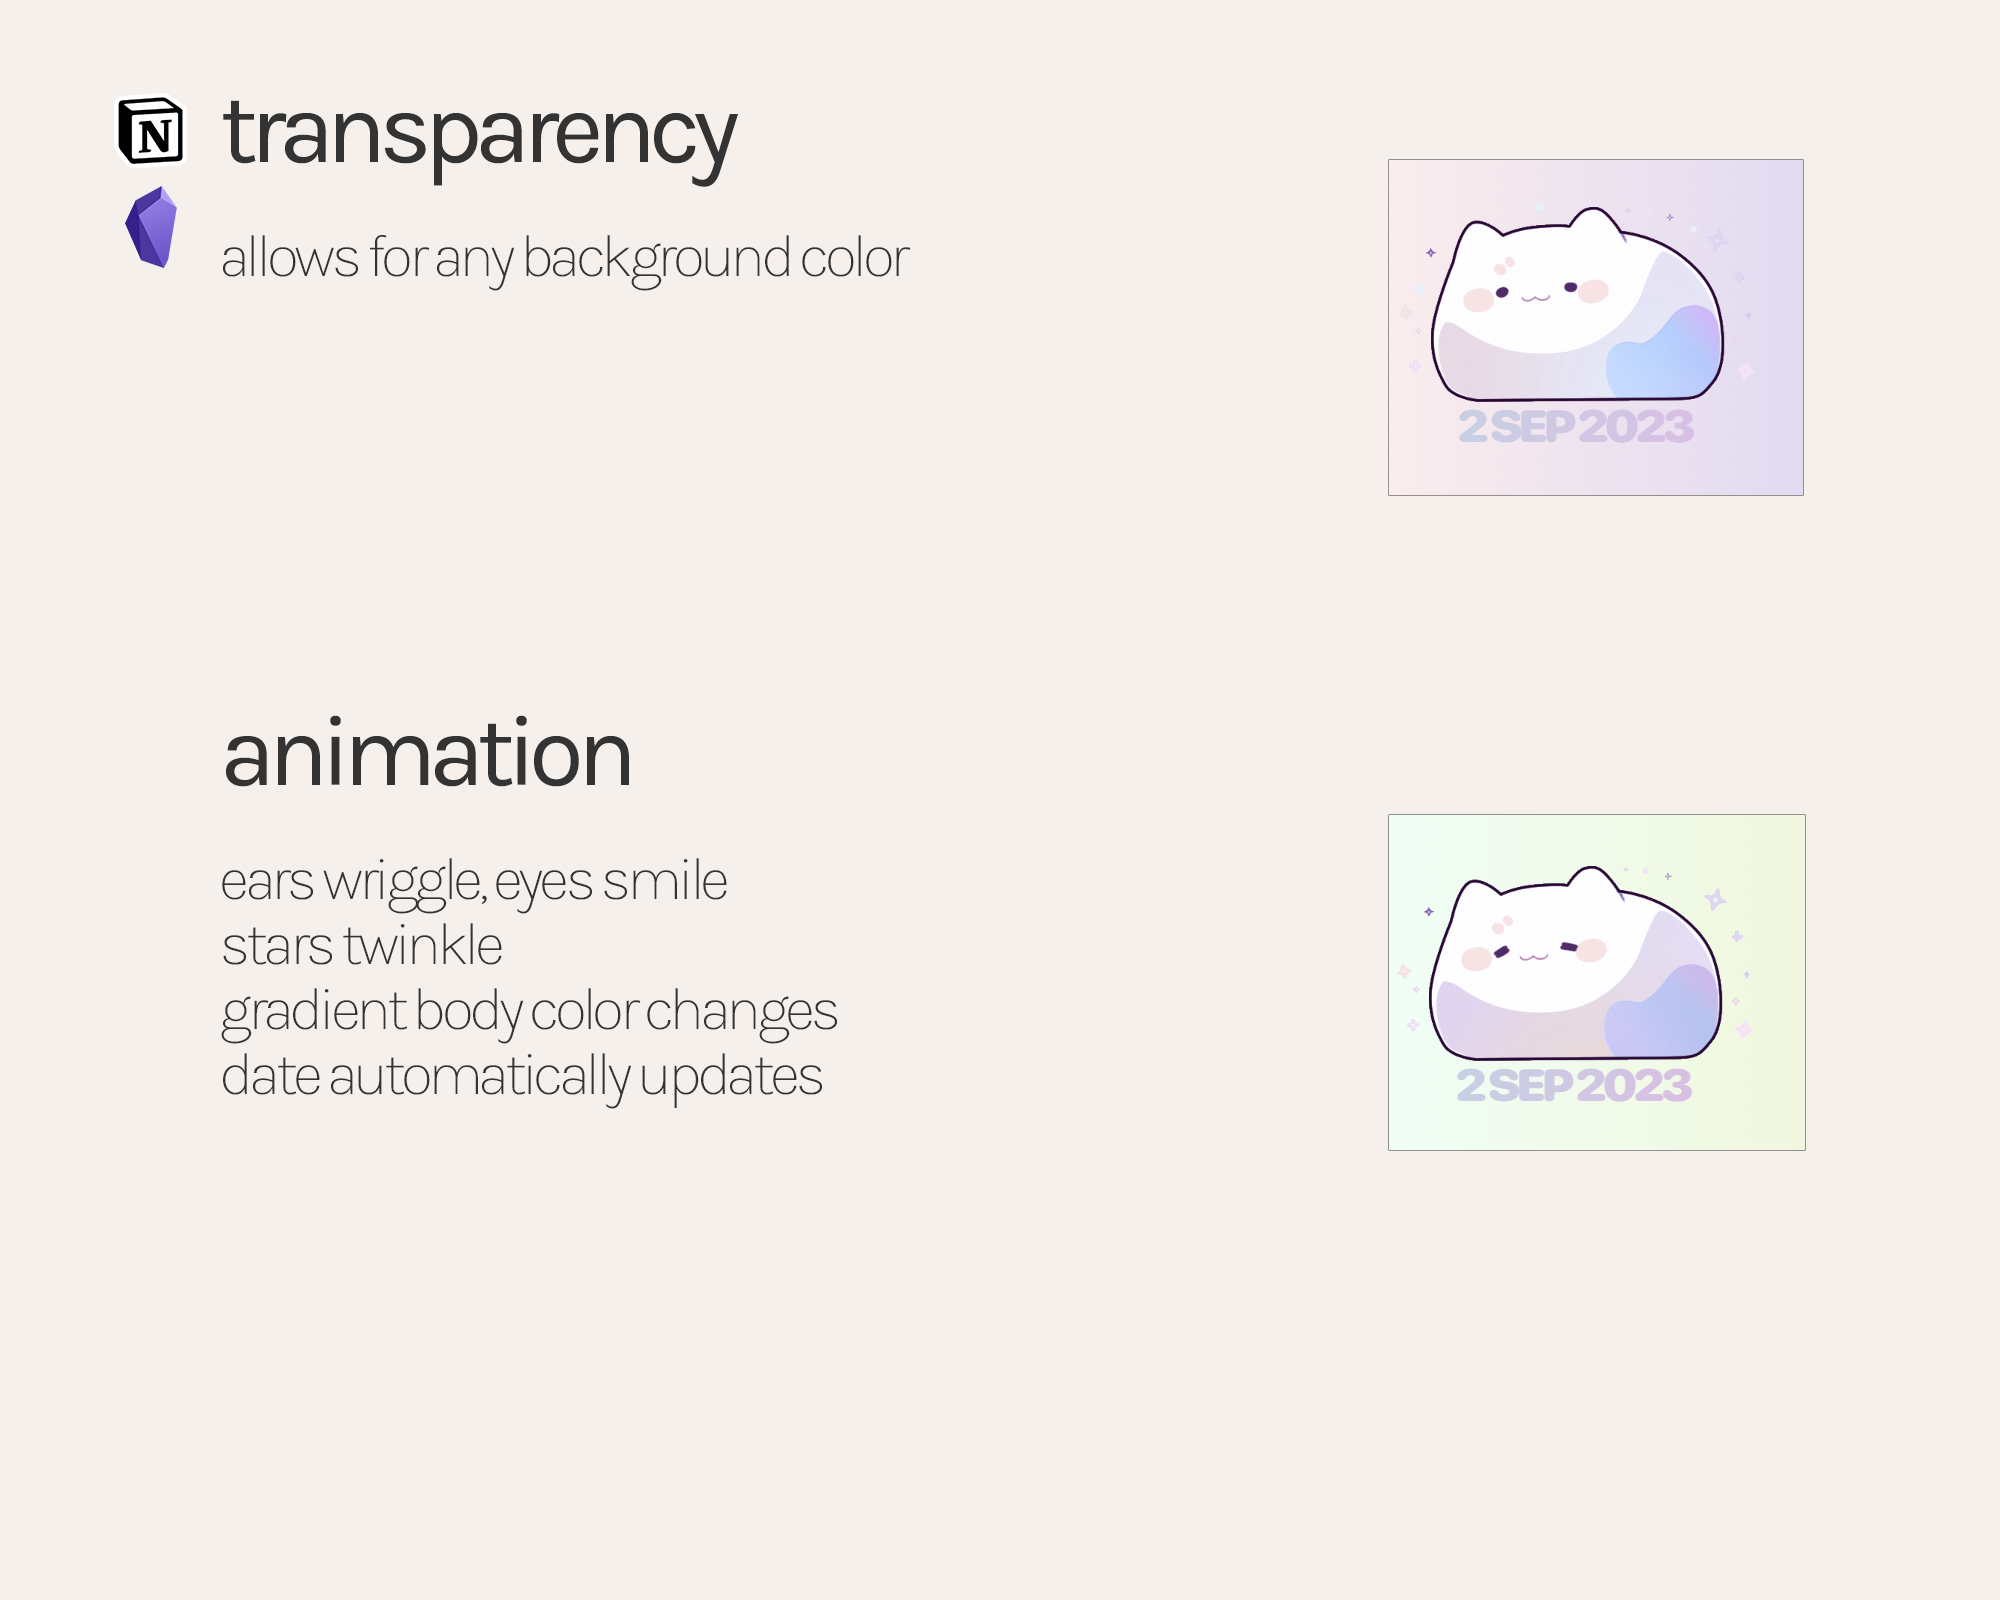 N
transparency
allows for any background color
2 SEP 2023
animation
ears wriggle, eyes smile
stars twinkle
gradient body color changes
date automatically updates
2 SEP 2023